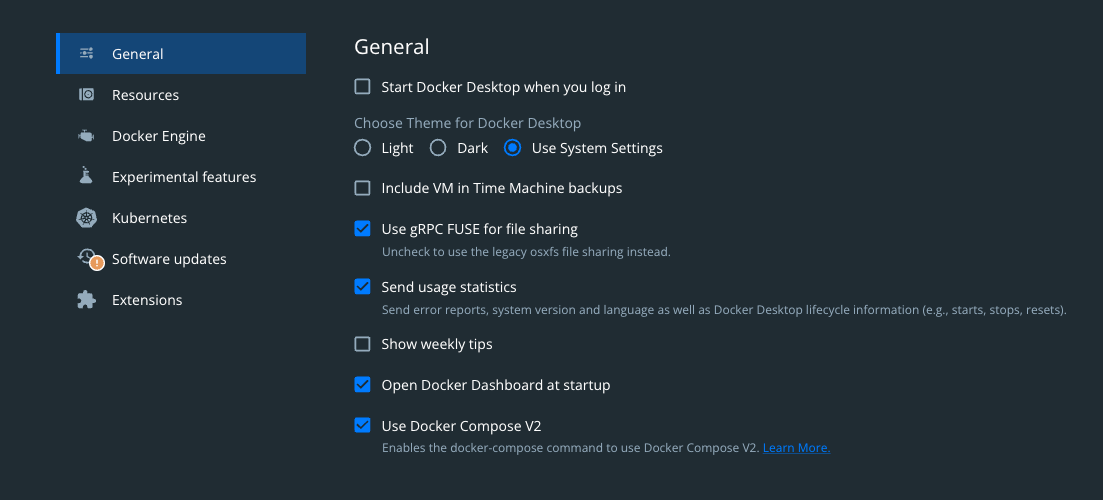 General
Resources
Docker Engine
Experimental features
Kubernetes
Software updates
Extensions
General
Start Docker Desktop when you log in
Choose Theme for Docker Desktop
Light Dark Use System Settings
Include VM in Time Machine backups
Use gRPC FUSE for file sharing
Uncheck to use the legacy osxfs file sharing instead.
Send usage statistics
Send error reports, system version and language as well as Docker Desktop lifecycle information (e.g., starts, stops, resets).
Show weekly tips
Open Docker Dashboard at startup
Use Docker Compose V2
Enables the docker-compose command to use Docker Compose V2. Learn More.